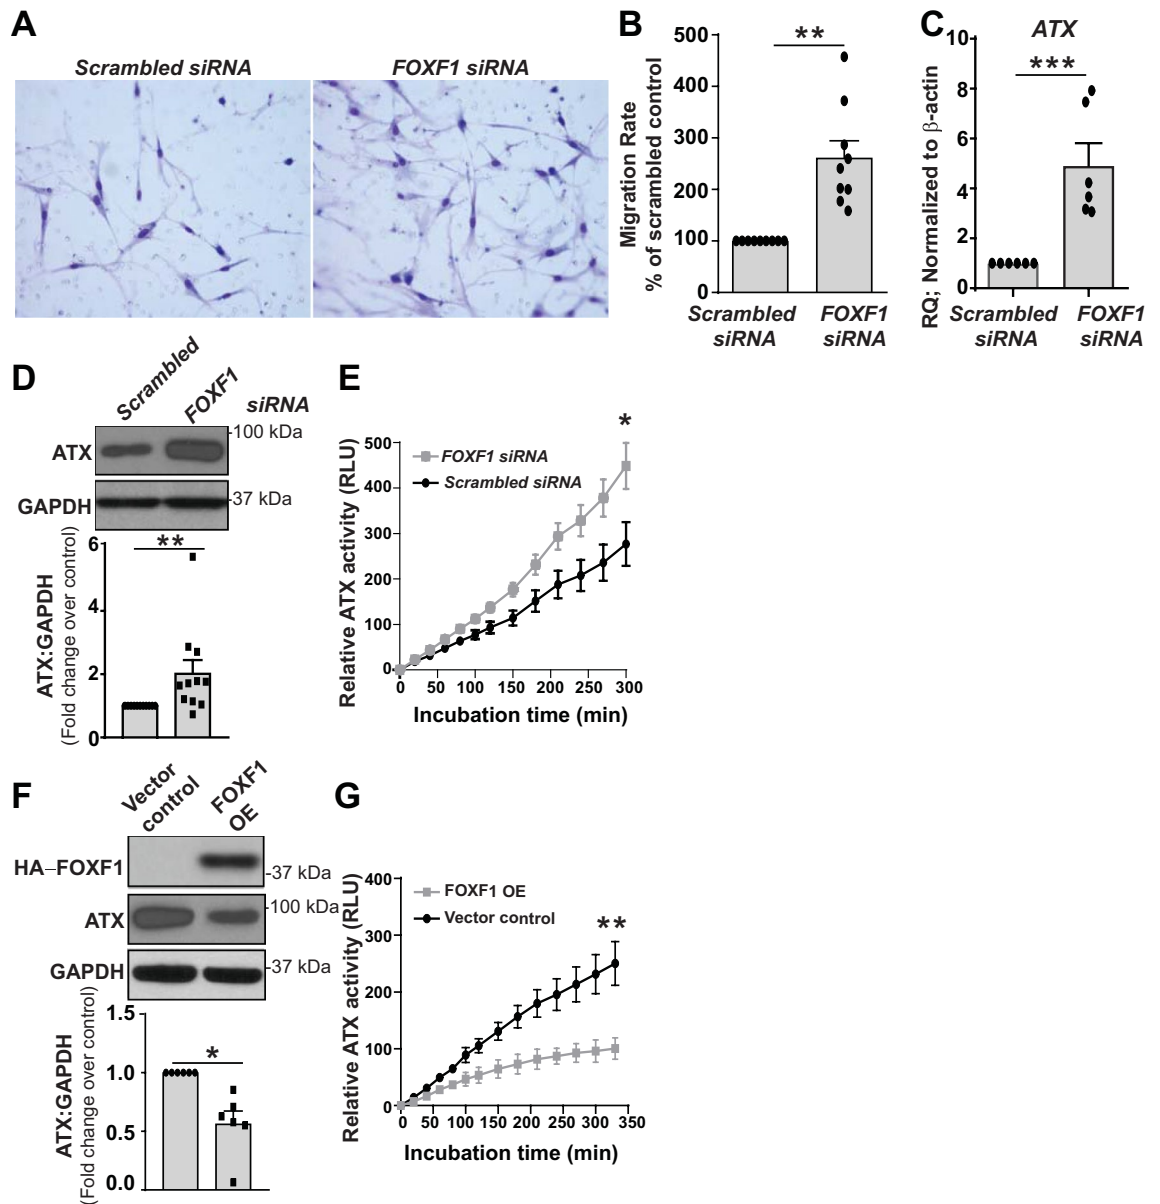 A
Scrambled siRNA
FOXF1 siRNA
B
Migration Rate
% of scrambled control
500
400
300
200
100
0
**
Scrambled
siRNA
FOXF1
siRNA
C
ATX
RQ; Normalized to β-actin
10
8
6
4
2
0
***
Scrambled
siRNA
FOXF1
siRNA
D
Scrambled
FOXF1
siRNA
ATX
-100 kDa
GAPDH
-37 kDa
ATX:GAPDH
(Fold change over control)
6
4
2
0
**
E
Relative ATX activity (RLU)
500
400
300
200
100
0
FOXF1 siRNA
Scrambled siRNA
*
0 50 100 150 200 250 300
Incubation time (min)
F
Vector
control
FOXF1
OE
HA–FOXF1
-37 kDa
ATX
-100 kDa
GAPDH
-37 kDa
ATX:GAPDH
(Fold change over control)
1.5
1.0
0.5
0.0
*
G
Relative ATX activity (RLU)
400
300
200
100
0
FOXF1 OE
Vector control
**
0 50 100 150 200 250 300 350
Incubation time (min)